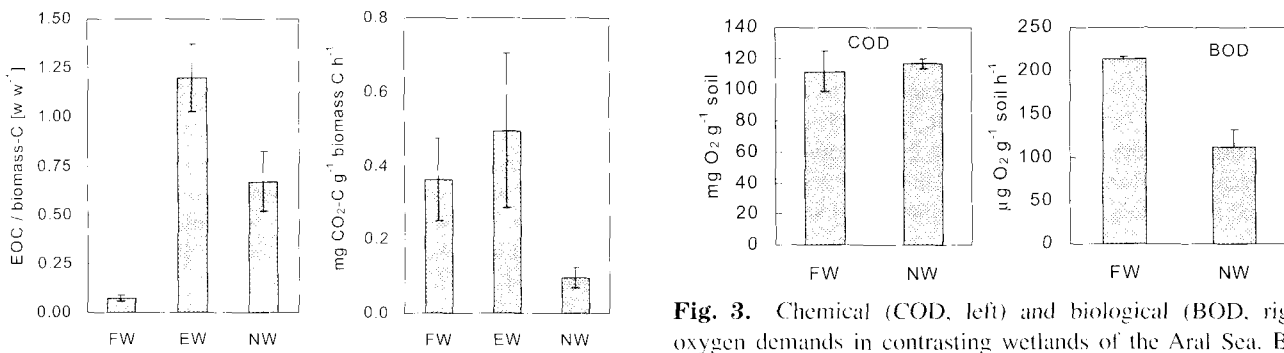 EOC / biomass-C [w w⁻¹]
1.50
1.25
1.00
0.75
0.50
0.25
0.00
FW EW NW
mg CO₂-C g⁻¹ biomass C h⁻¹
0.8
0.6
0.4
0.2
0.0
FW EW NW
mg O₂ g⁻¹ soil
140
120
100
80
60
40
20
0
COD
FW NW
µg O₂ g⁻¹ soil h⁻¹
250
200
150
100
50
0
BOD
FW NW
Fig. 3. Chemical (COD, left) and biological (BOD, rig
oxygen demands in contrasting wetlands of the Aral Sea. B